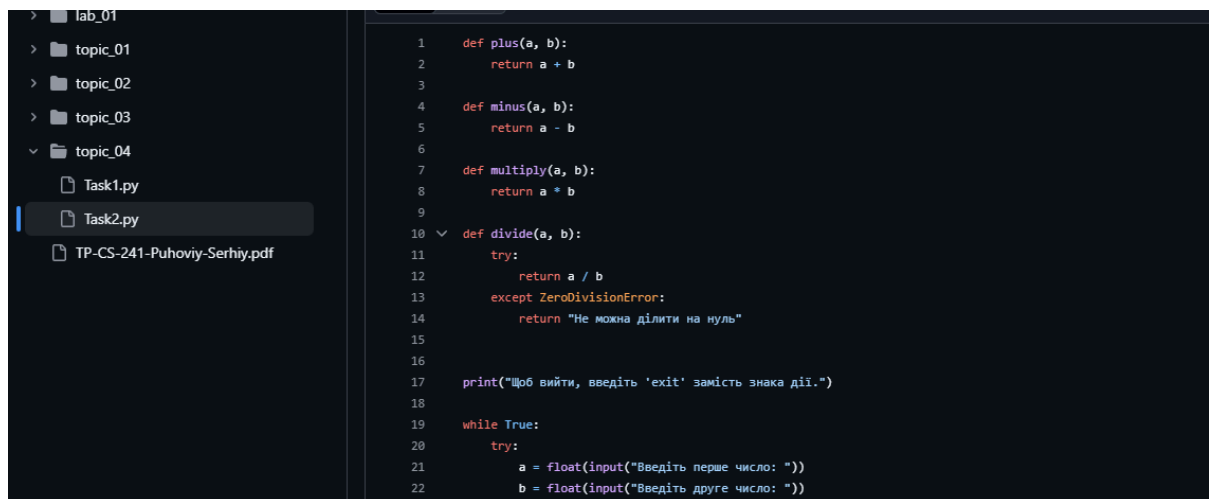 lab_01
topic_01
topic_02
topic_03
topic_04
Task1.py
Task2.py
TP-CS-241-Puhoviy-Serhiy.pdf
1 def plus(a, b):
2 return a + b
3
4 def minus(a, b):
5 return a - b
6
7 def multiply(a, b):
8 return a * b
9
10 def divide(a, b):
11 try:
12 return a / b
13 except ZeroDivisionError:
14 return "Не можна ділити на нуль"
15
16
17 print("Щоб вийти, введіть 'exit' замість знака дії.")
18
19 while True:
20 try:
21 a = float(input("Введіть перше число: "))
22 b = float(input("Введіть друге число: "))